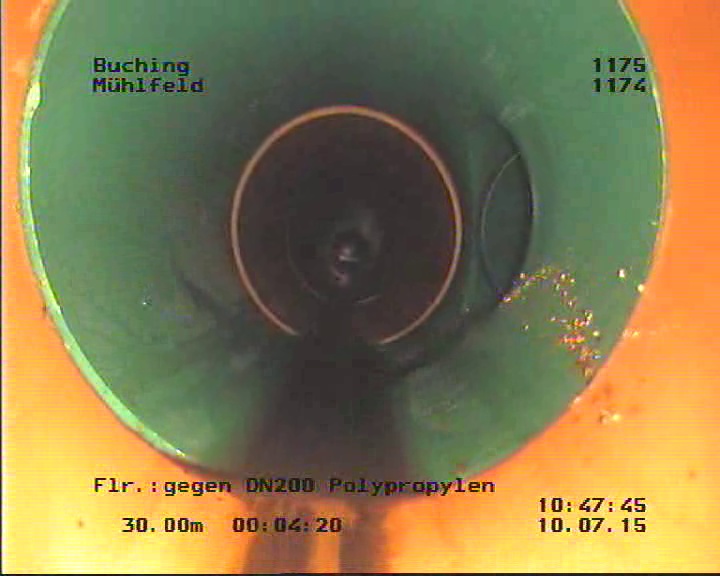 Buching 1175
Mühlfeld 1174
Flr.:gegen DN200 Polypropylen
10:47:45
30.00m 00:04:20 10.07.15